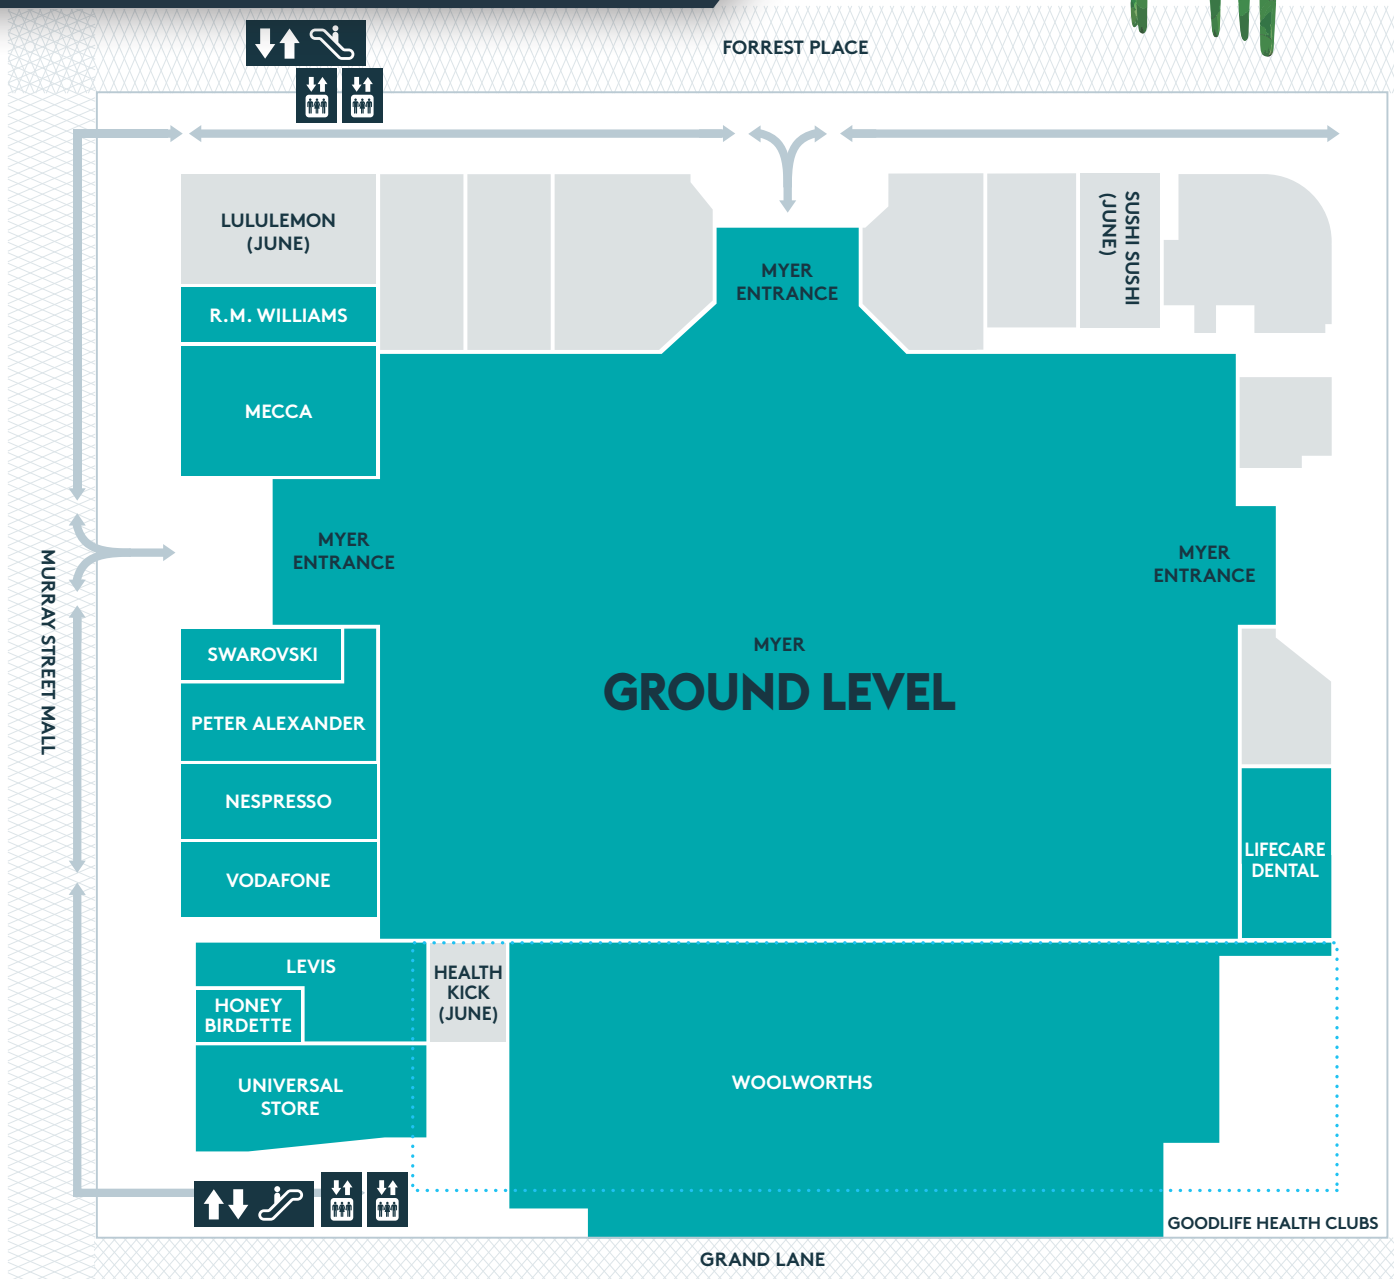 FORREST PLACE
LULULEMON
(JUNE)
SUSHI SUSHI
(JUNE)
MYER
ENTRANCE
R.M. WILLIAMS
MECCA
MYER
ENTRANCE
MYER
ENTRANCE
MURRAY STREET MALL
SWAROVSKI
MYER
GROUND LEVEL
PETER ALEXANDER
NESPRESSO
VODAFONE
LIFECARE
DENTAL
LEVIS
HEALTH
KICK
(JUNE)
HONEY
BIRDETTE
UNIVERSAL
STORE
WOOLWORTHS
GOODLIFE HEALTH CLUBS
GRAND LANE